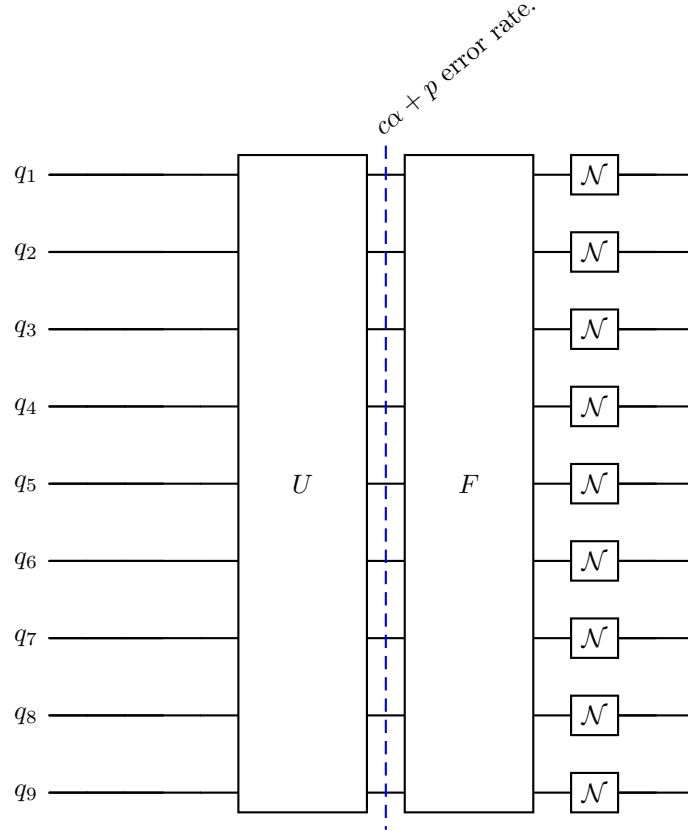 cα + p error rate.
q₁ 𝒩
q₂ 𝒩
q₃ 𝒩
q₄ 𝒩
q₅ U F 𝒩
q₆ 𝒩
q₇ 𝒩
q₈ 𝒩
q₉ 𝒩